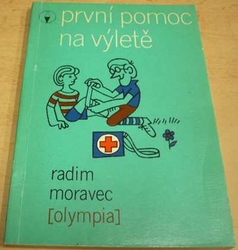 první pomoc
na výletě
radim
moravec
[olympia]